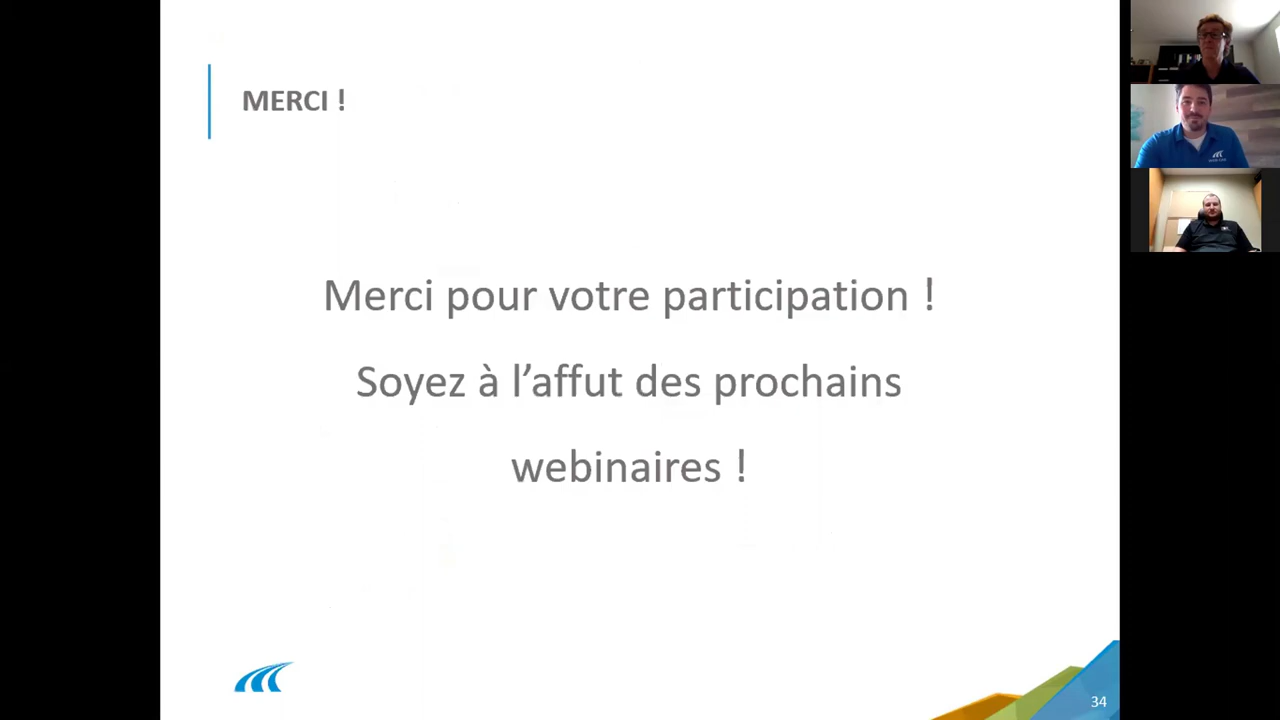 MERCI !
Merci pour votre participation !
Soyez à l’affut des prochains
webinaires !
34